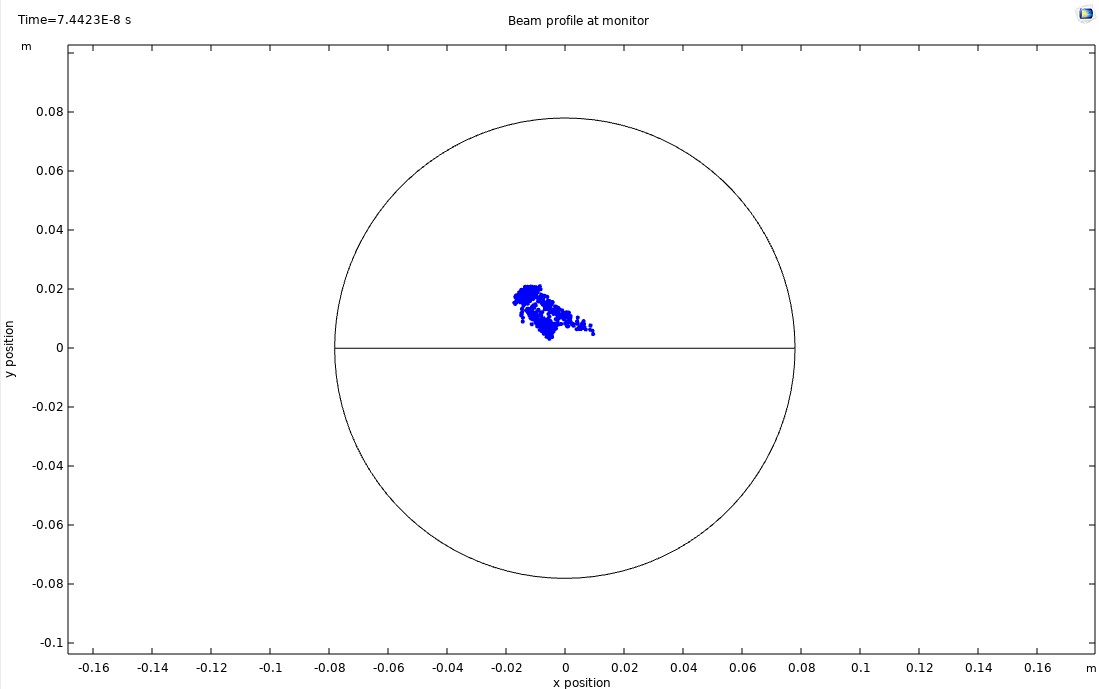 Time=7.4423E-8 s
Beam profile at monitor
m
0.08
0.06
0.04
0.02
0
-0.02
-0.04
-0.06
-0.08
-0.1
y position
-0.16 -0.14 -0.12 -0.1 -0.08 -0.06 -0.04 -0.02 0 0.02 0.04 0.06 0.08 0.1 0.12 0.14 0.16 m
x position